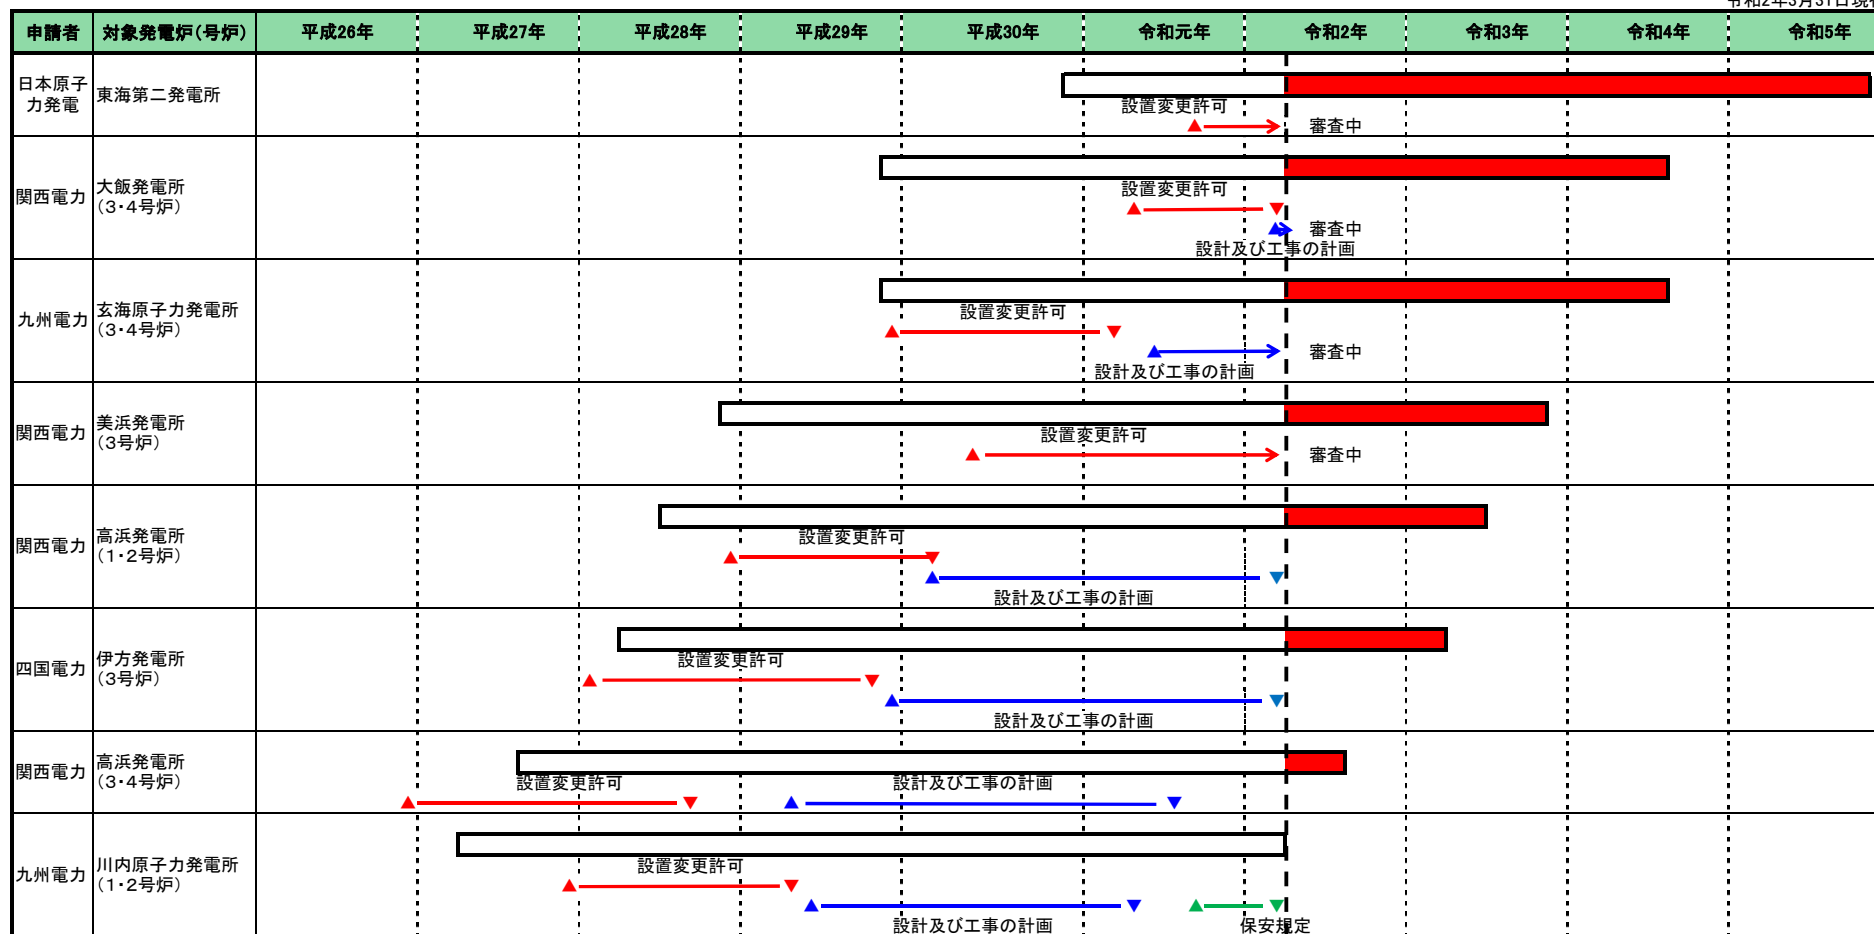 令和2年3月31日現在
申請者 対象発電炉(号炉) 平成26年 平成27年 平成28年 平成29年 平成30年 令和元年 令和2年 令和3年 令和4年 令和5年
日本原子
力発電
東海第二発電所
設置変更許可
審査中
関西電力
大飯発電所
(3・4号炉)
設置変更許可
審査中
設計及び工事の計画
九州電力
玄海原子力発電所
(3・4号炉)
設置変更許可
審査中
設計及び工事の計画
関西電力
美浜発電所
(3号炉)
設置変更許可
審査中
関西電力
高浜発電所
(1・2号炉)
設置変更許可
設計及び工事の計画
四国電力
伊方発電所
(3号炉)
設置変更許可
設計及び工事の計画
関西電力
高浜発電所
(3・4号炉)
設置変更許可 設計及び工事の計画
九州電力
川内原子力発電所
(1・2号炉)
設置変更許可
設計及び工事の計画 保安規定